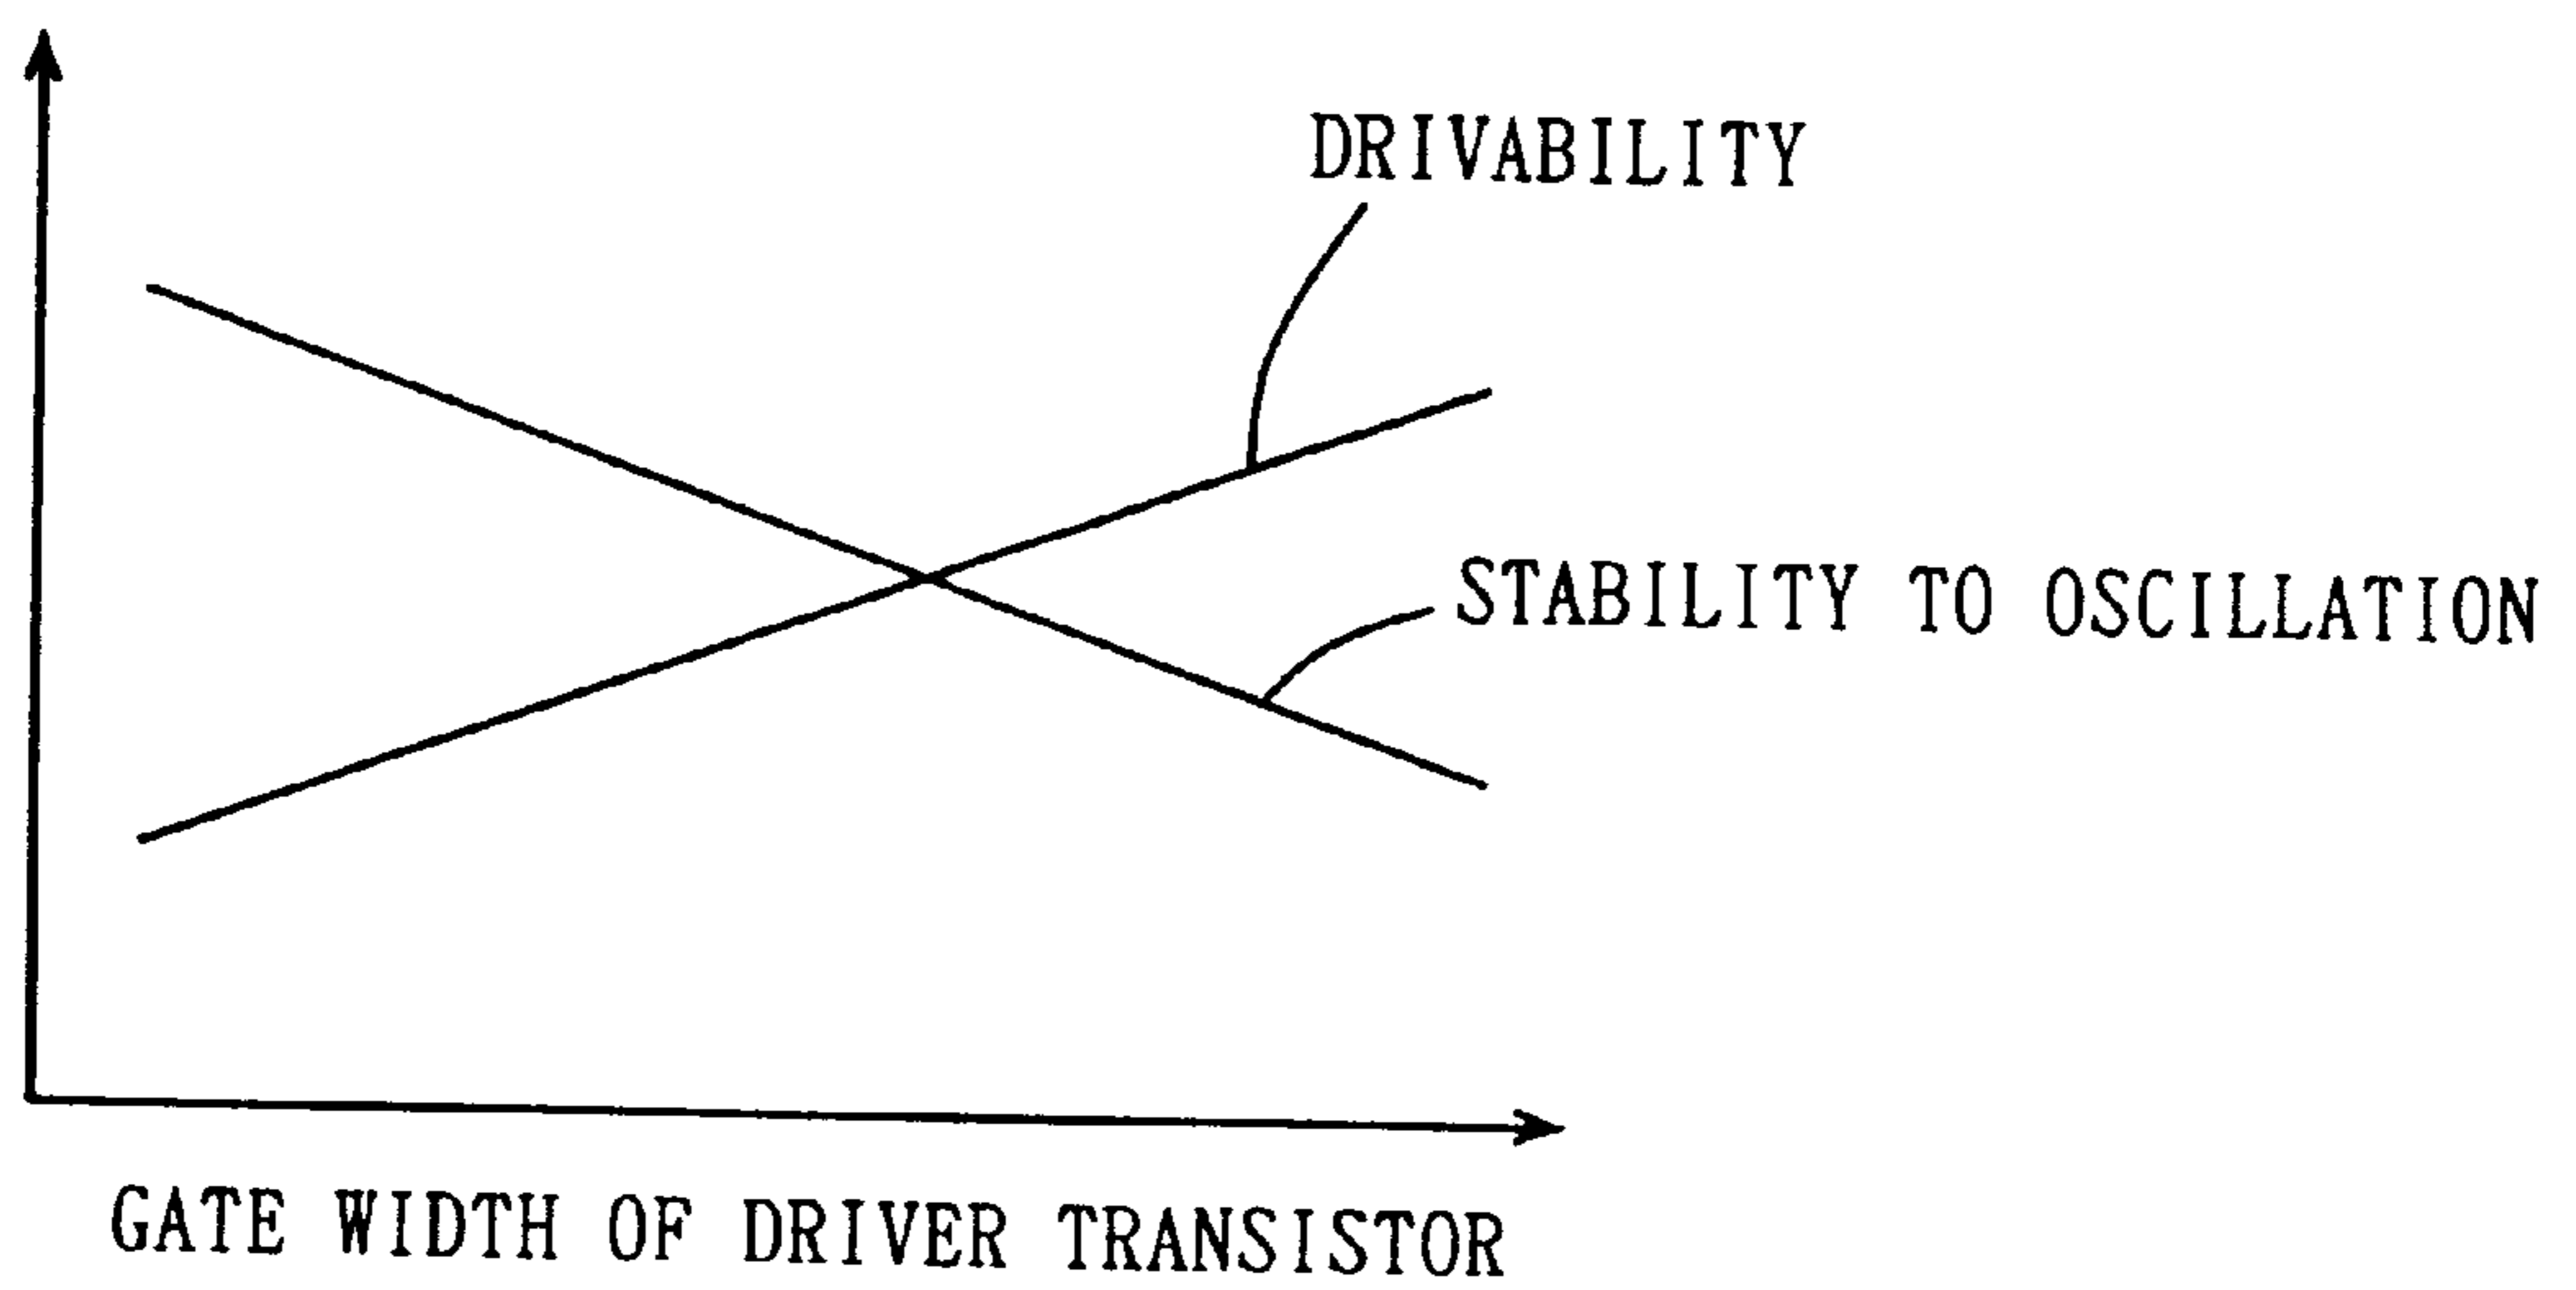 DRIVABILITY
STABILITY TO OSCILLATION
GATE WIDTH OF DRIVER TRANSISTOR